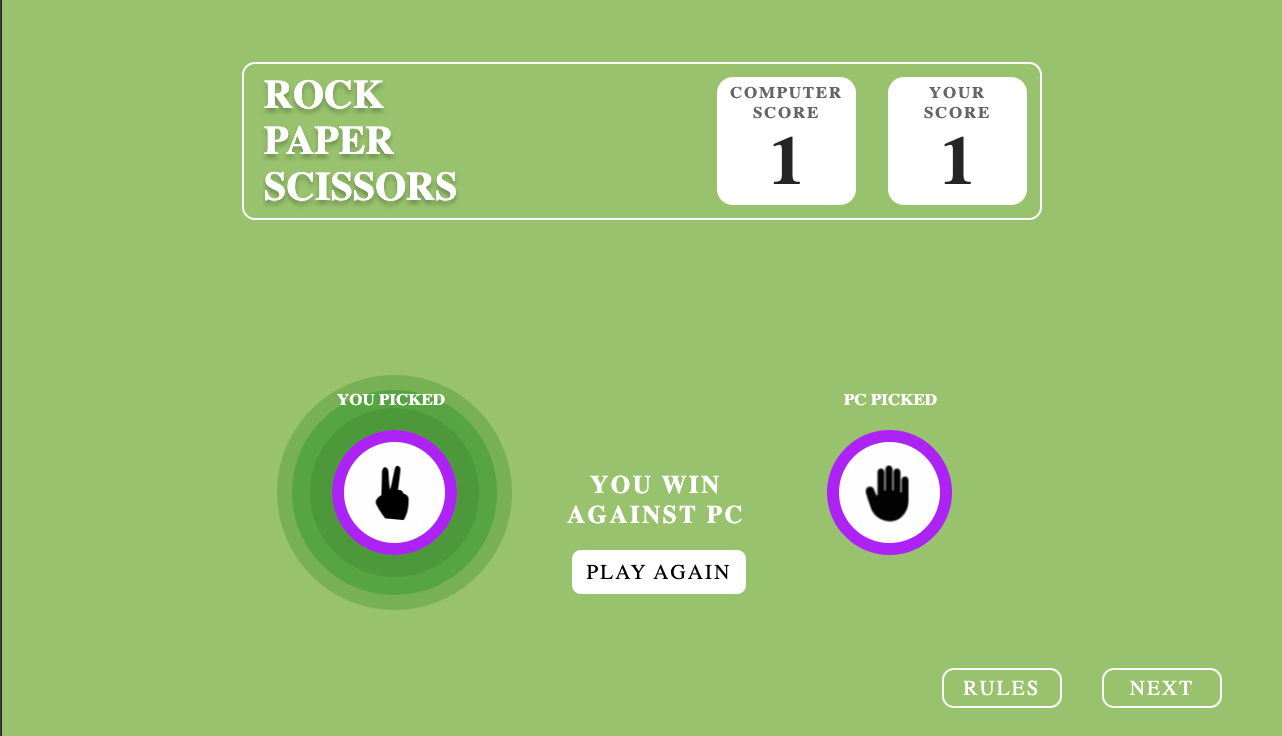 ROCK
PAPER
SCISSORS
COMPUTER
SCORE
1
YOUR
SCORE
1
YOU PICKED
PC PICKED
YOU WIN
AGAINST PC
PLAY AGAIN
RULES
NEXT